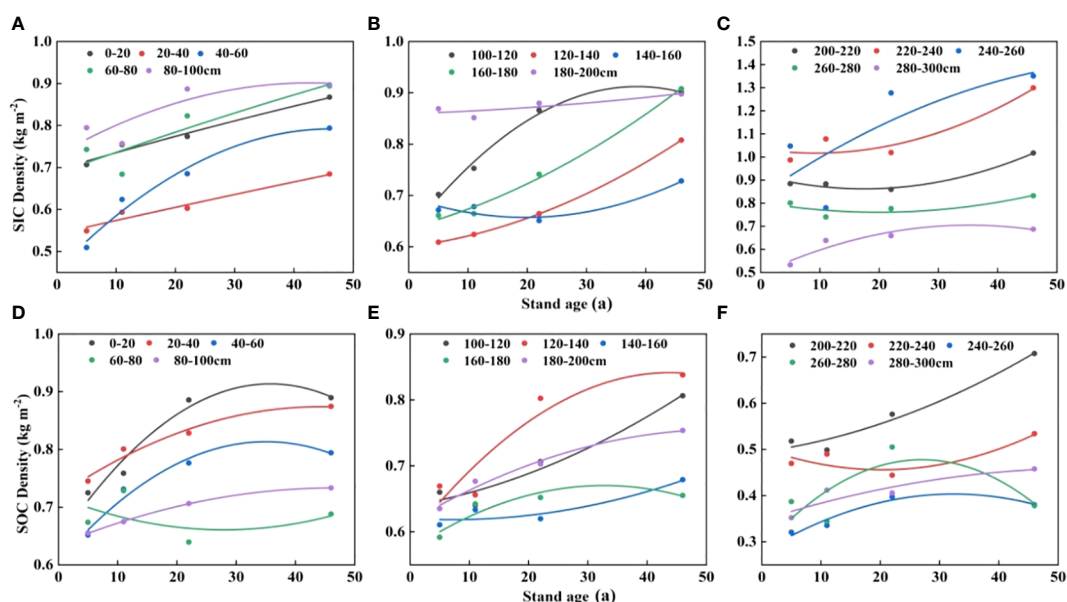 A
B
C
SIC Density (kg m⁻²)
1.0
0.9
0.8
0.7
0.6
0.5
0-20 20-40 40-60
60-80 80-100cm
0 10 20 30 40 50
1.0
0.9
0.8
0.7
0.6
100-120 120-140 140-160
160-180 180-200cm
0 10 20 30 40 50
Stand age (a)
1.5
1.4
1.3
1.2
1.1
1.0
0.9
0.8
0.7
0.6
0.5
200-220 220-240 240-260
260-280 280-300cm
0 10 20 30 40 50
D
E
F
SOC Density (kg m⁻²)
1.0
0.9
0.8
0.7
0.6
0-20 20-40 40-60
60-80 80-100cm
0 10 20 30 40 50
0.9
0.8
0.7
0.6
100-120 120-140 140-160
160-180 180-200cm
0 10 20 30 40 50
Stand age (a)
0.7
0.6
0.5
0.4
0.3
200-220 220-240 240-260
260-280 280-300cm
0 10 20 30 40 50